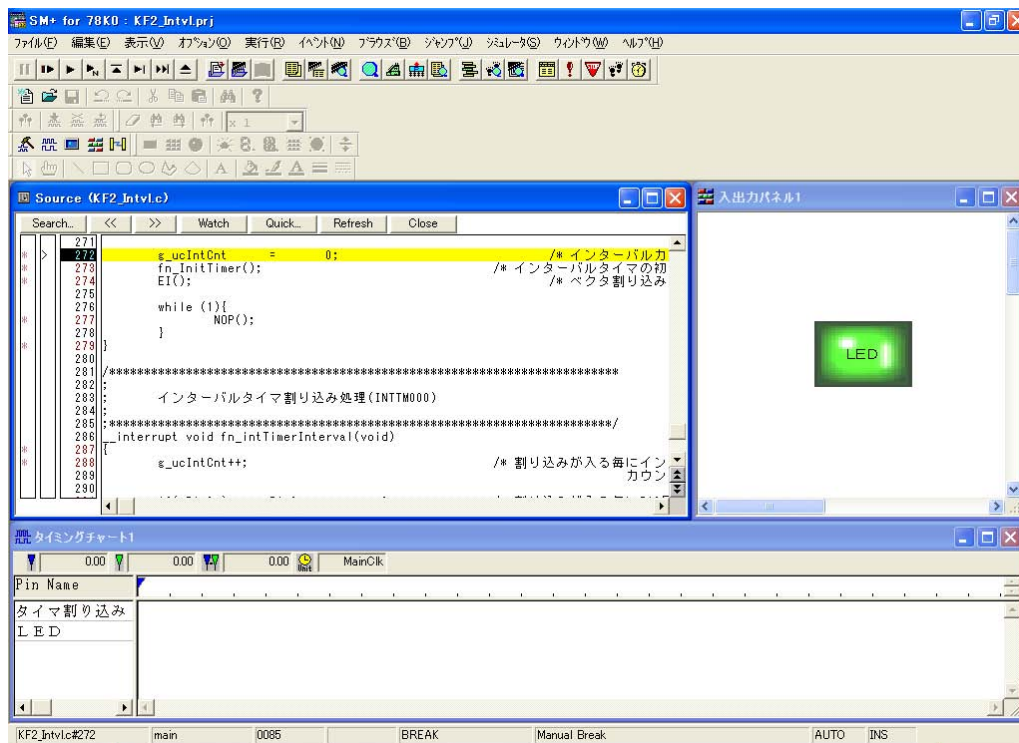 SM+ for 78K0 : KF2_Intvl.prj
ファイル(F) 編集(E) 表示(V) オプション(O) 実行(R) イベント(N) ブラウズ(B) ジャンプ(J) シミュレータ(S) ウィンドウ(W) ヘルプ(H)
x 1
Source (KF2_Intvl.c)
Search... << >> Watch Quick... Refresh Close
271
272 g_ucIntCnt = 0; /* インターバルカ
273 fn_InitTimer(); /* インターバルタイマの初
274 EI(); /* ベクタ割り込み
275
276 while (1){
277 NOP();
278 }
279 }
280
281 /******************************************************************************
282 ;
283 ; インターバルタイマ割り込み処理(INTTM000)
284 ;
285 ;******************************************************************************/
286 __interrupt void fn_intTimerInterval(void)
287 {
288 g_ucIntCnt++; /* 割り込みが入る毎にイン
289 カウン
290
入出力パネル1
LED
タイミングチャート1
0.00 0.00 0.00 MainClk
Pin Name
タイマ割り込み
ＬＥＤ
KF2_Intvl.c#272 main 0085 BREAK Manual Break AUTO INS